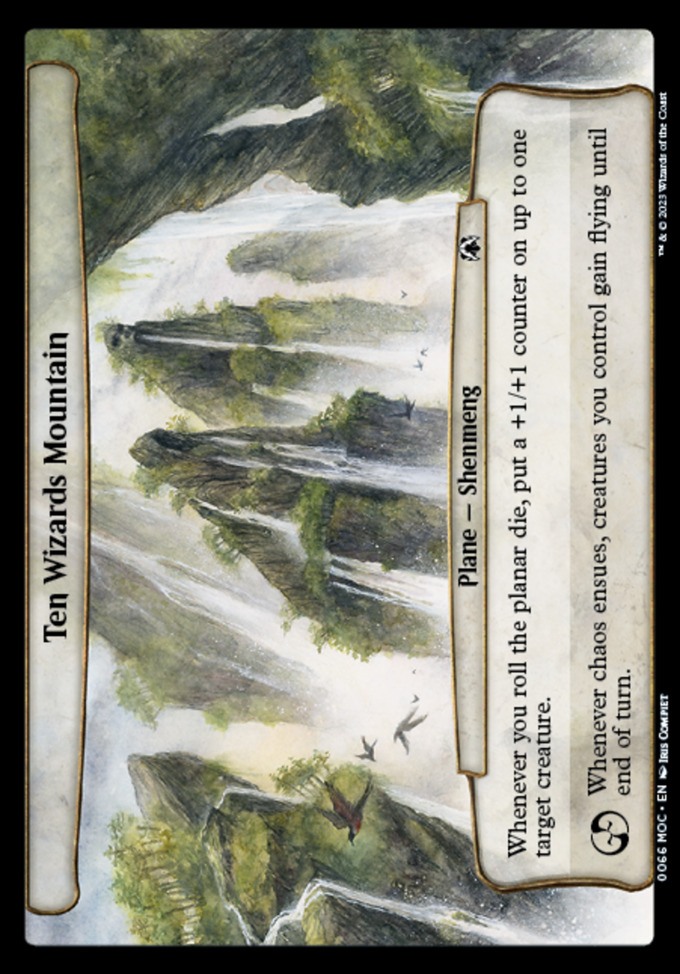 Ten Wizards Mountain
Plane — Shenmeng
Whenever you roll the planar die, put a +1/+1 counter on up to one
target creature.
Whenever chaos ensues, creatures you control gain flying until
end of turn.
0066 MOC • EN Iris Compiet
™ & © 2023 Wizards of the Coast